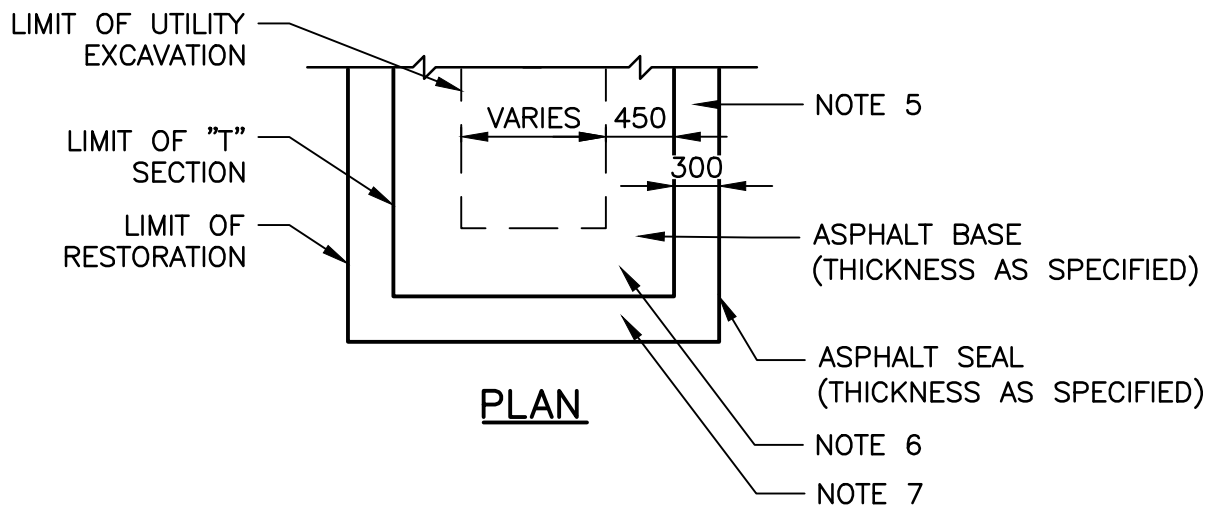 LIMIT OF UTILITY
EXCAVATION
LIMIT OF "T"
SECTION
LIMIT OF
RESTORATION
VARIES
450
300
NOTE 5
ASPHALT BASE
(THICKNESS AS SPECIFIED)
ASPHALT SEAL
(THICKNESS AS SPECIFIED)
NOTE 6
NOTE 7
PLAN